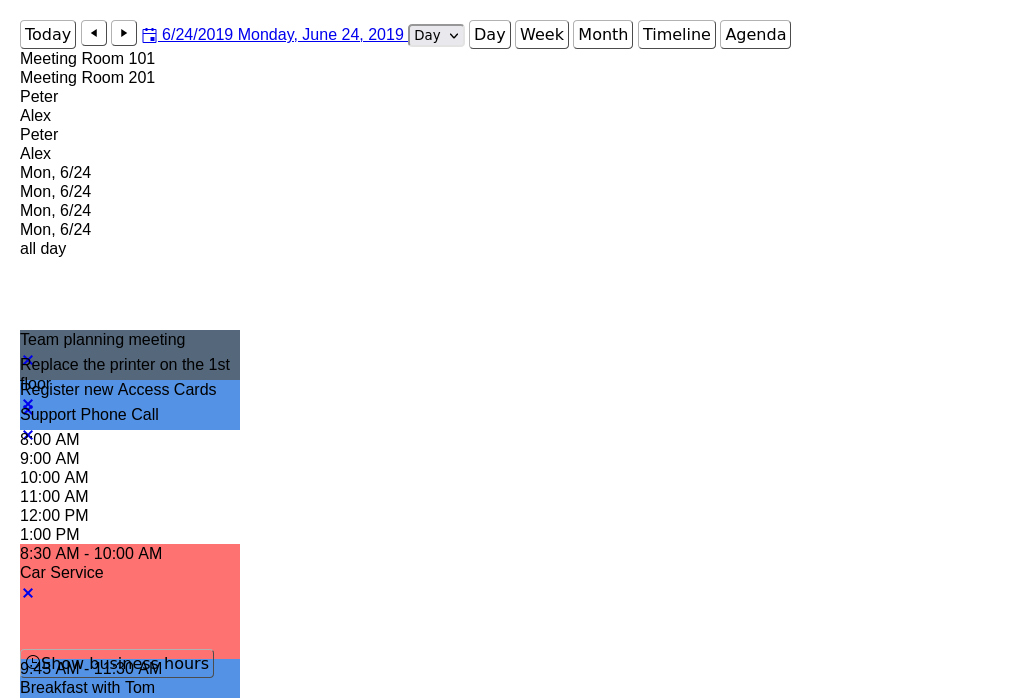 Today 6/24/2019 Monday, June 24, 2019 Day Day Week Month Timeline Agenda
Meeting Room 101
Meeting Room 201
Peter
Alex
Peter
Alex
Mon, 6/24
Mon, 6/24
Mon, 6/24
Mon, 6/24
all day
Team planning meeting
Replace the printer on the 1st
floor
Register new Access Cards
Support Phone Call
8:00 AM
9:00 AM
10:00 AM
11:00 AM
12:00 PM
1:00 PM
8:30 AM - 10:00 AM
Car Service
Show business hours
9:45 AM - 11:30 AM
Breakfast with Tom